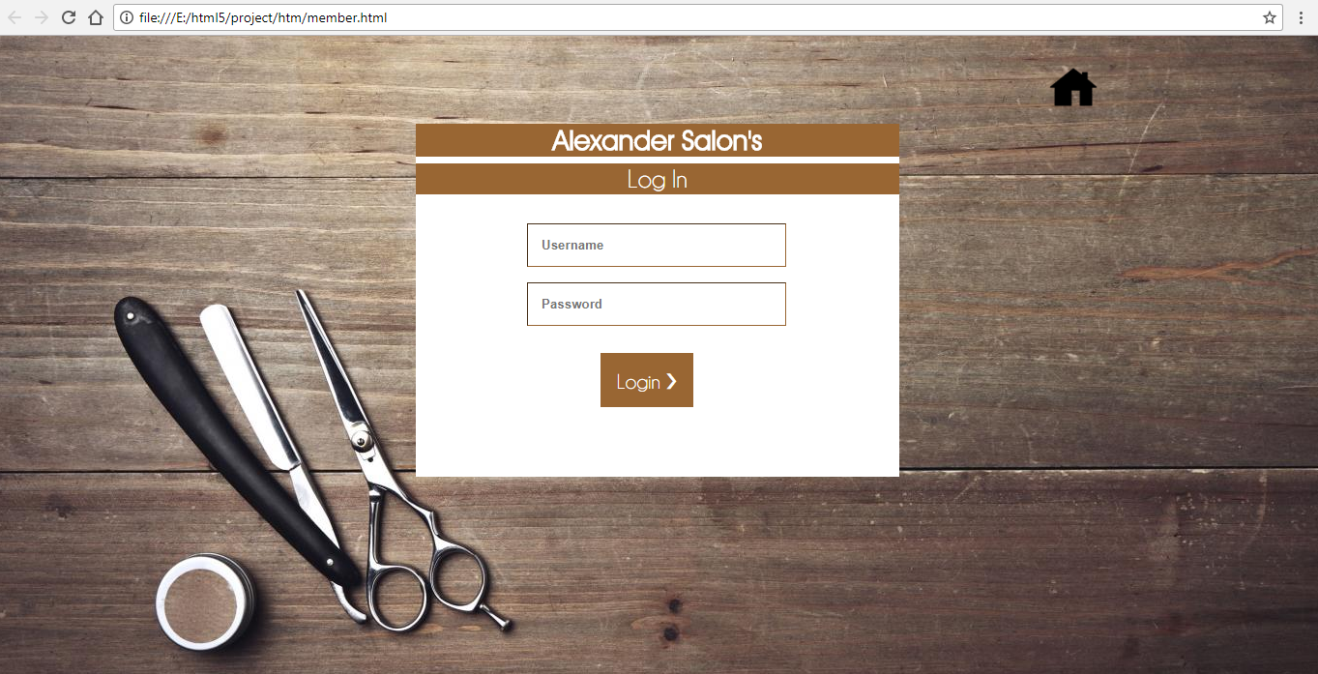 file:///E:/html5/project/htm/member.html
Alexander Salon's
Log In
Username
Password
Login ❯